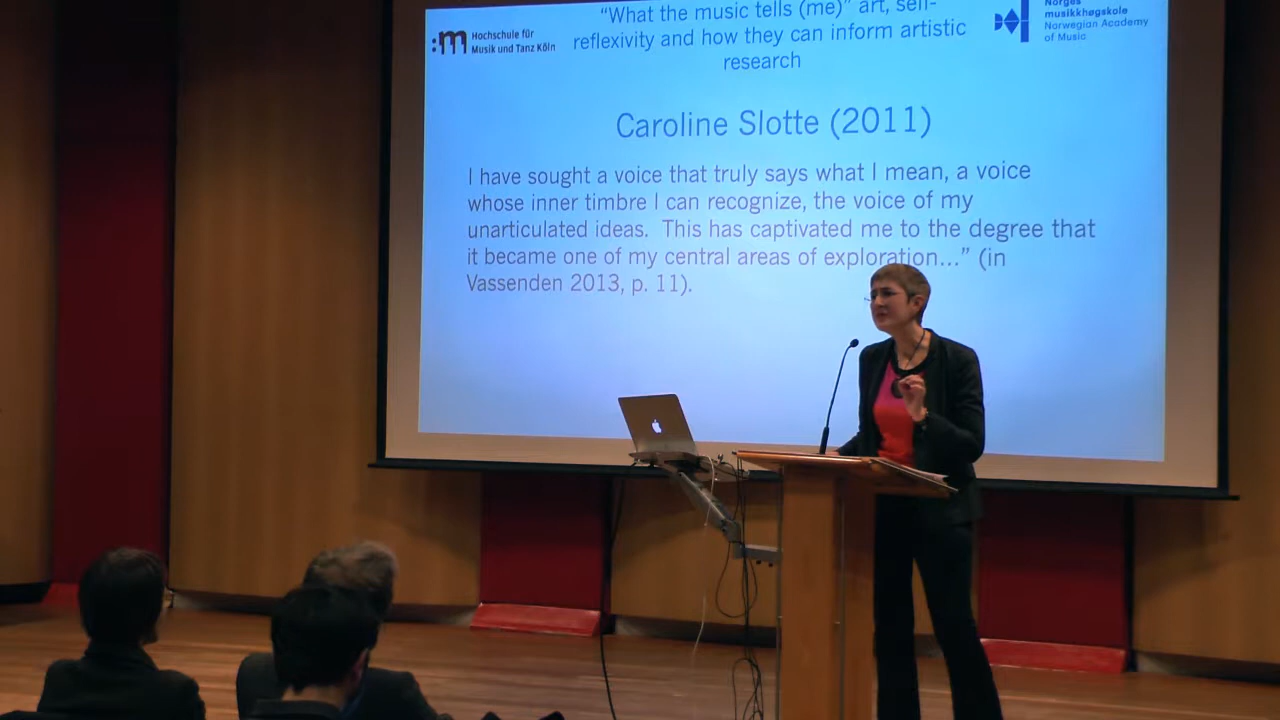 "What the music tells (me)" art, self-
reflexivity and how they can inform artistic
research
:m Hochschule für
Musik und Tanz Köln
Norges
musikkhøgskole
Norwegian Academy
of Music
Caroline Slotte (2011)
I have sought a voice that truly says what I mean, a voice
whose inner timbre I can recognize, the voice of my
unarticulated ideas. This has captivated me to the degree that
it became one of my central areas of exploration…" (in
Vassenden 2013, p. 11).